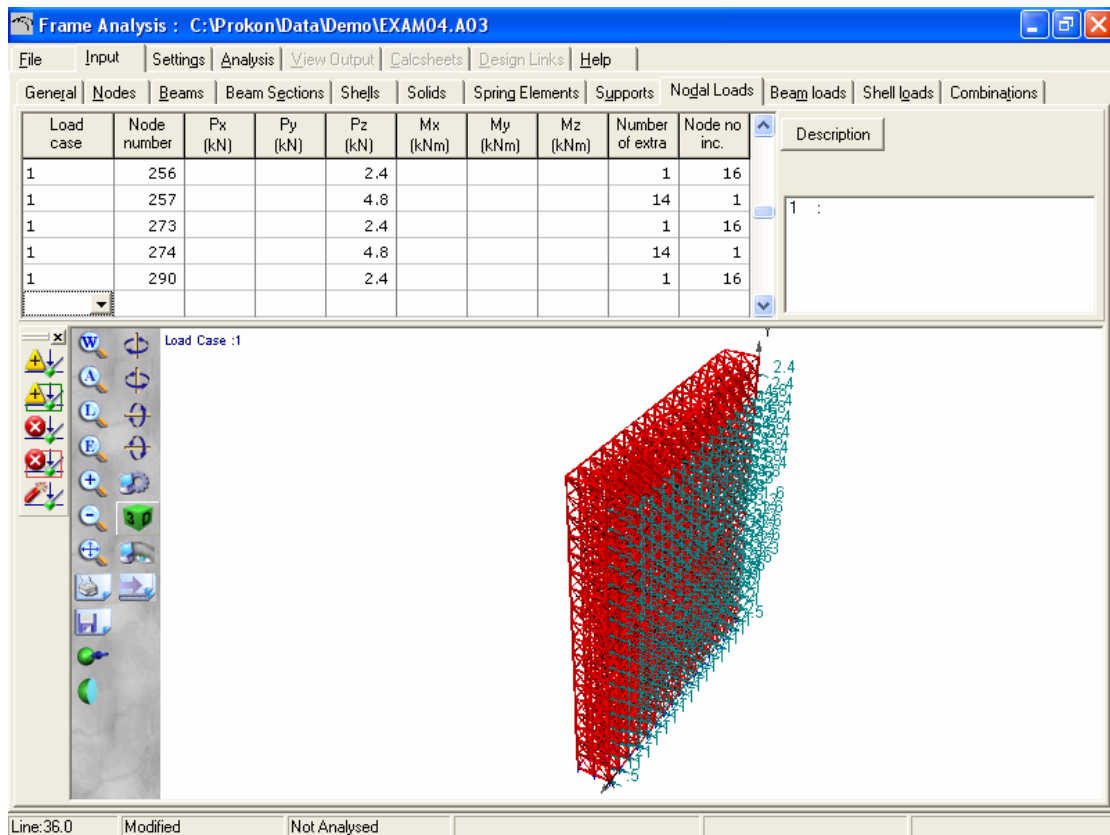 Frame Analysis : C:\Prokon\Data\Demo\EXAM04.A03
File Input Settings Analysis View Output Calcsheets Design Links Help
General Nodes Beams Beam Sections Shells Solids Spring Elements Supports Nodal Loads Beam loads Shell loads Combinations
Load case Node number Px (kN) Py (kN) Pz (kN) Mx (kNm) My (kNm) Mz (kNm) Number of extra Node no inc.
Description
1 256 2.4 1 16
1 257 4.8 14 1
1 :
1 273 2.4 1 16
1 274 4.8 14 1
1 290 2.4 1 16
Load Case :1
W
A
L
E
3D
Y
2.4
2.4
.5
Line:36.0 Modified Not Analysed